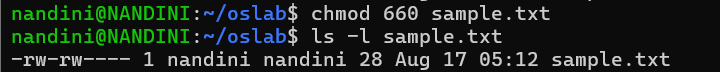 nandini@NANDINI:~/oslab$ chmod 660 sample.txt
nandini@NANDINI:~/oslab$ ls -l sample.txt
-rw-rw---- 1 nandini nandini 28 Aug 17 05:12 sample.txt